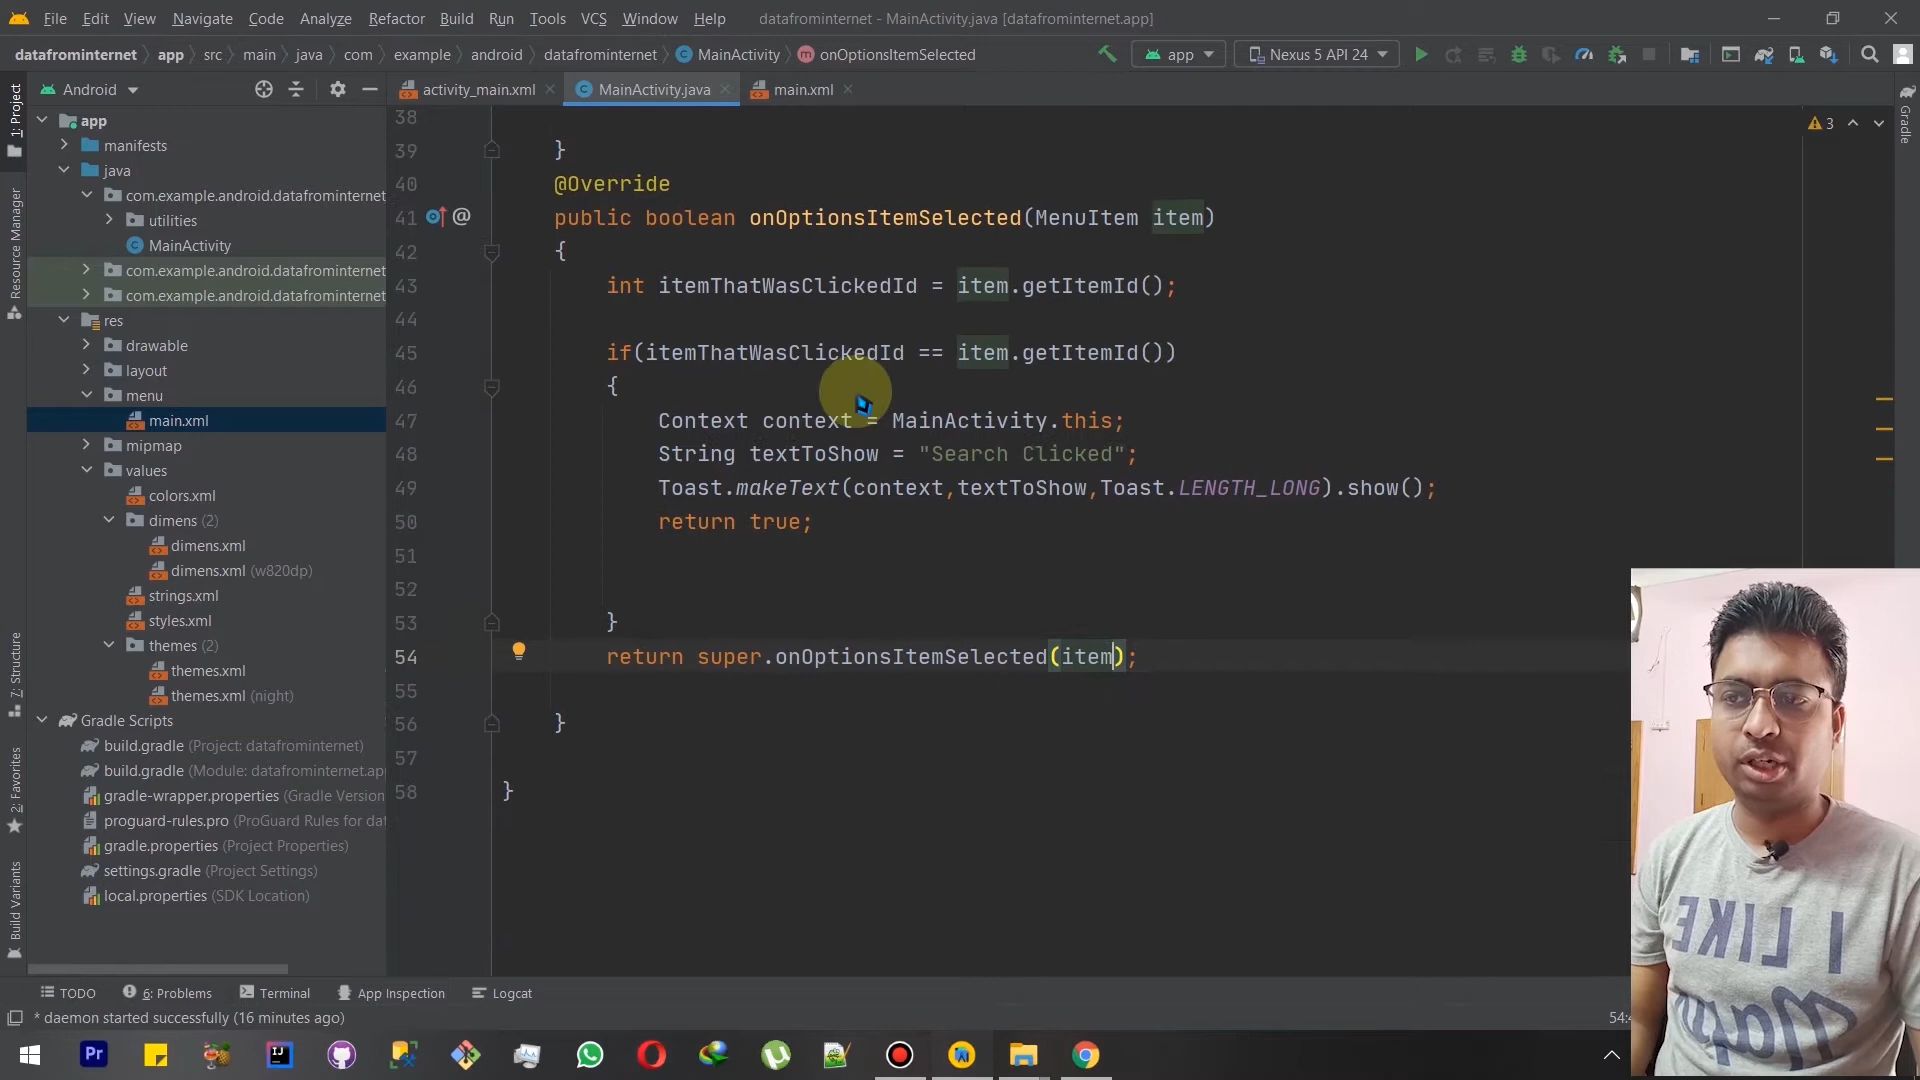 File Edit View Navigate Code Analyze Refactor Build Run Tools VCS Window Help datafrominternet - MainActivity.java [datafrominternet.app]
datafrominternet app src main java com example android datafrominternet MainActivity onOptionsItemSelected app Nexus 5 API 24
1: Project
Resource Manager
7: Structure
2: Favorites
Build Variants
Android
app
manifests
java
com.example.android.datafrominternet
utilities
MainActivity
com.example.android.datafrominternet
com.example.android.datafrominternet
res
drawable
layout
menu
main.xml
mipmap
values
colors.xml
dimens (2)
dimens.xml
dimens.xml (w820dp)
strings.xml
styles.xml
themes (2)
themes.xml
themes.xml (night)
Gradle Scripts
build.gradle (Project: datafrominternet)
build.gradle (Module: datafrominternet.ap
gradle-wrapper.properties (Gradle Version
proguard-rules.pro (ProGuard Rules for dat
gradle.properties (Project Properties)
settings.gradle (Project Settings)
local.properties (SDK Location)
activity_main.xml MainActivity.java main.xml
3
Gradle
38
39 }
40 @Override
41 @ public boolean onOptionsItemSelected(MenuItem item)
42 {
43 int itemThatWasClickedId = item.getItemId();
44
45 if(itemThatWasClickedId == item.getItemId())
46 {
47 Context context = MainActivity.this;
48 String textToShow = "Search Clicked";
49 Toast.makeText(context,textToShow,Toast.LENGTH_LONG).show();
50 return true;
51
52
53 }
54 return super.onOptionsItemSelected(item);
55
56 }
57
58 }
I LIKE
TODO 6: Problems Terminal App Inspection Logcat
* daemon started successfully (16 minutes ago)
Pr IJ